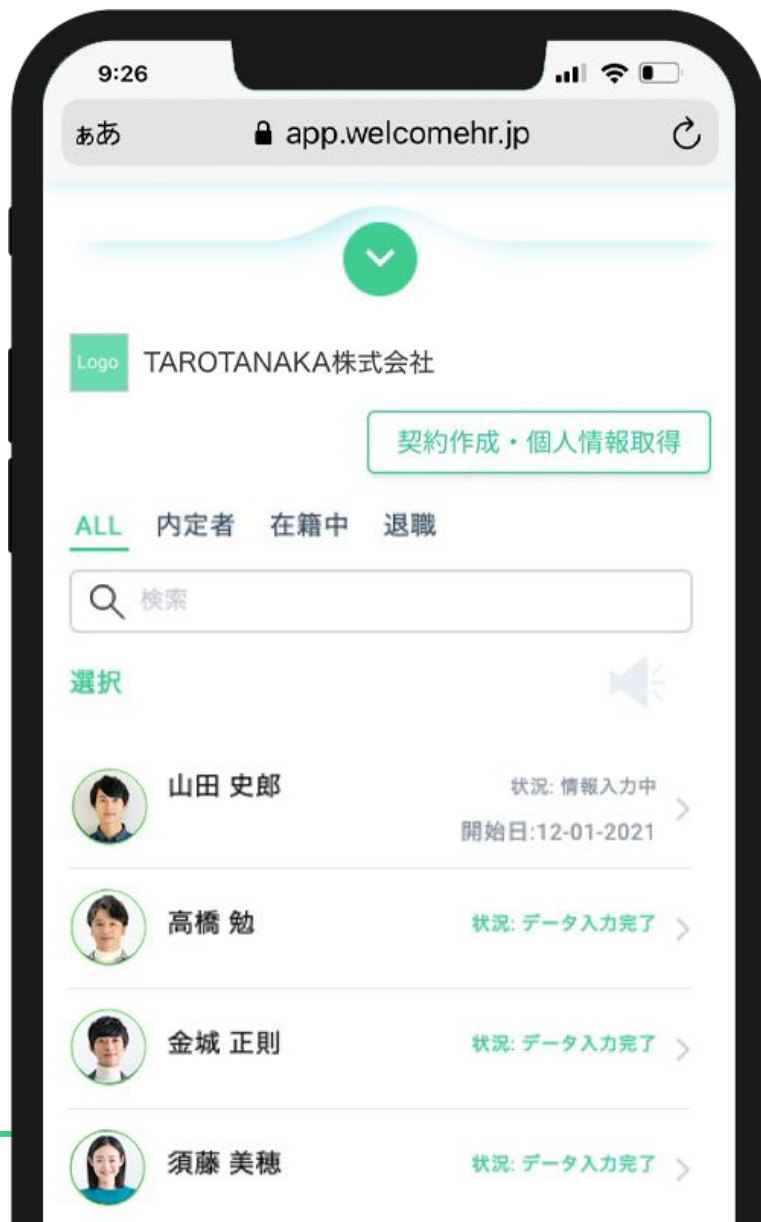 9:26
ぁあ app.welcomehr.jp
Logo TAROTANAKA株式会社
契約作成・個人情報取得
ALL 内定者 在籍中 退職
検索
選択
山田 史郎 状況: 情報入力中
開始日:12-01-2021
高橋 勉 状況: データ入力完了
金城 正則 状況: データ入力完了
須藤 美穂 状況: データ入力完了